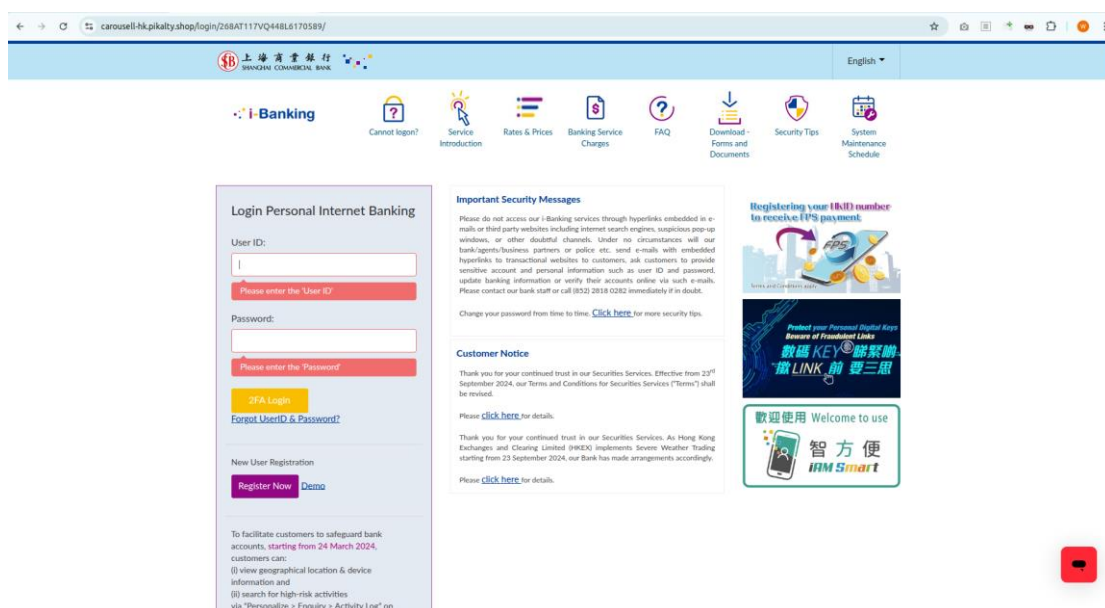 carousell-hk.pikalty.shop/login/268AT117VQ448L6170589/
上海商業銀行
SHANGHAI COMMERCIAL BANK
English
i-Banking
Cannot logon?
Service
Introduction
Rates & Prices
Banking Service
Charges
FAQ
Download -
Forms and
Documents
Security Tips
System
Maintenance
Schedule
Login Personal Internet Banking
User ID:
Please enter the 'User ID'
Password:
Please enter the 'Password'
2FA Login
Forgot UserID & Password?
New User Registration
Register Now Demo
To facilitate customers to safeguard bank
accounts, starting from 24 March 2024,
customers can:
(i) view geographical location & device
information and
(ii) search for high-risk activities
via "Personalize > Enquiry > Activity Log" on
Important Security Messages
Please do not access our i-Banking services through hyperlinks embedded in e-
mails or third party websites including internet search engines, suspicious pop-up
windows, or other doubtful channels. Under no circumstances will our
bank/agents/business partners or police etc. send e-mails with embedded
hyperlinks to transactional websites to customers, ask customers to provide
sensitive account and personal information such as user ID and password,
update banking information or verify their accounts online via such e-mails.
Please contact our bank staff or call (852) 2818 0282 immediately if in doubt.
Change your password from time to time. Click here for more security tips.
Customer Notice
Thank you for your continued trust in our Securities Services. Effective from 23rd
September 2024, our Terms and Conditions for Securities Services ("Terms") shall
be revised.
Please click here for details.
Thank you for your continued trust in our Securities Services. As Hong Kong
Exchanges and Clearing Limited (HKEX) implements Severe Weather Trading
starting from 23 September 2024, our Bank has made arrangements accordingly.
Please click here for details.
Registering your HKID number
to receive FPS payment
FPS
Terms and Conditions apply
Protect your Personal Digital Keys
Beware of Fraudulent Links
數碼 KEY 睇緊啲
撳 LINK 前 要三思
歡迎使用 Welcome to use
智方便
iAM Smart